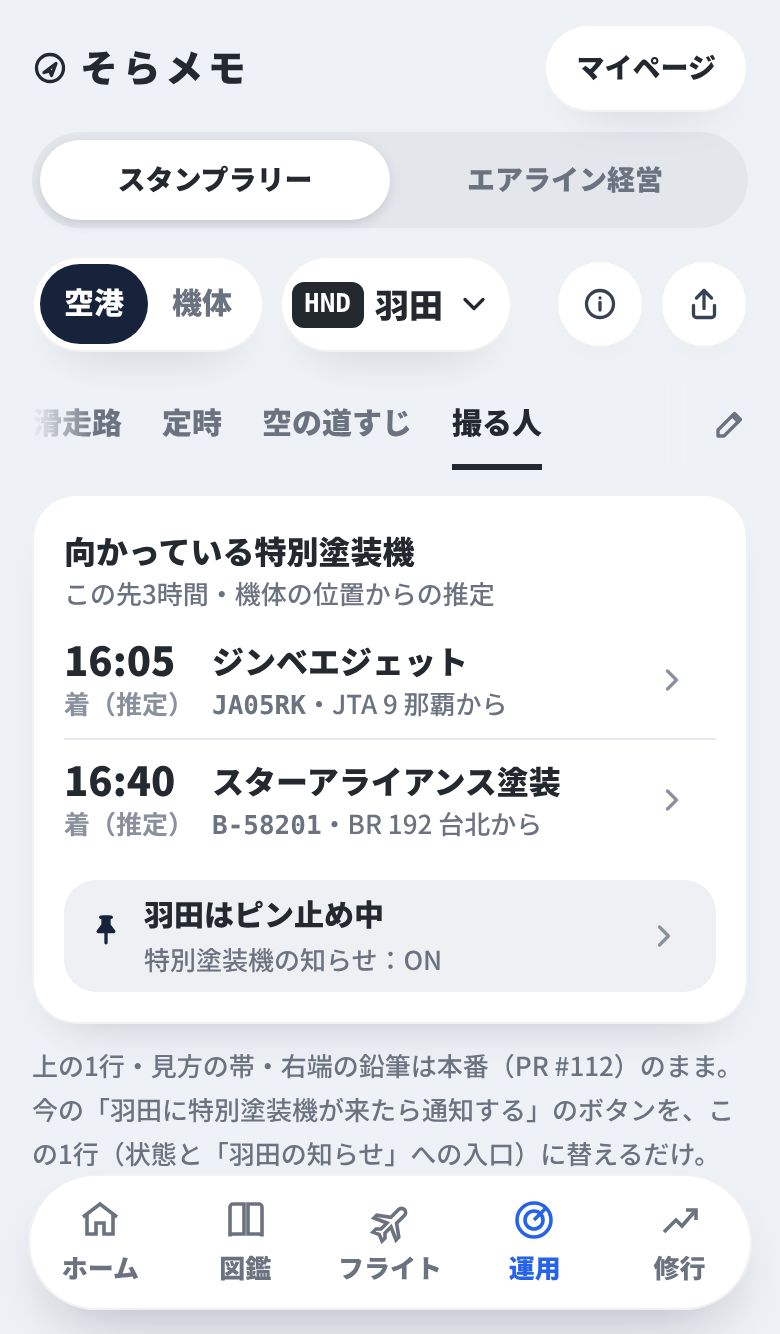 そらメモ
マイページ
スタンプラリー
エアライン経営
空港
機体
HND 羽田
滑走路
定時
空の道すじ
撮る人
向かっている特別塗装機
この先3時間・機体の位置からの推定
16:05 ジンベエジェット
着（推定） JA05RK・JTA 9 那覇から
16:40 スターアライアンス塗装
着（推定） B-58201・BR 192 台北から
羽田はピン止め中
特別塗装機の知らせ：ON
上の1行・見方の帯・右端の鉛筆は本番（PR #112）のまま。
今の「羽田に特別塗装機が来たら通知する」のボタンを、こ
の1行（状態と「羽田の知らせ」への入口）に替えるだけ。
ホーム
図鑑
フライト
運用
修行